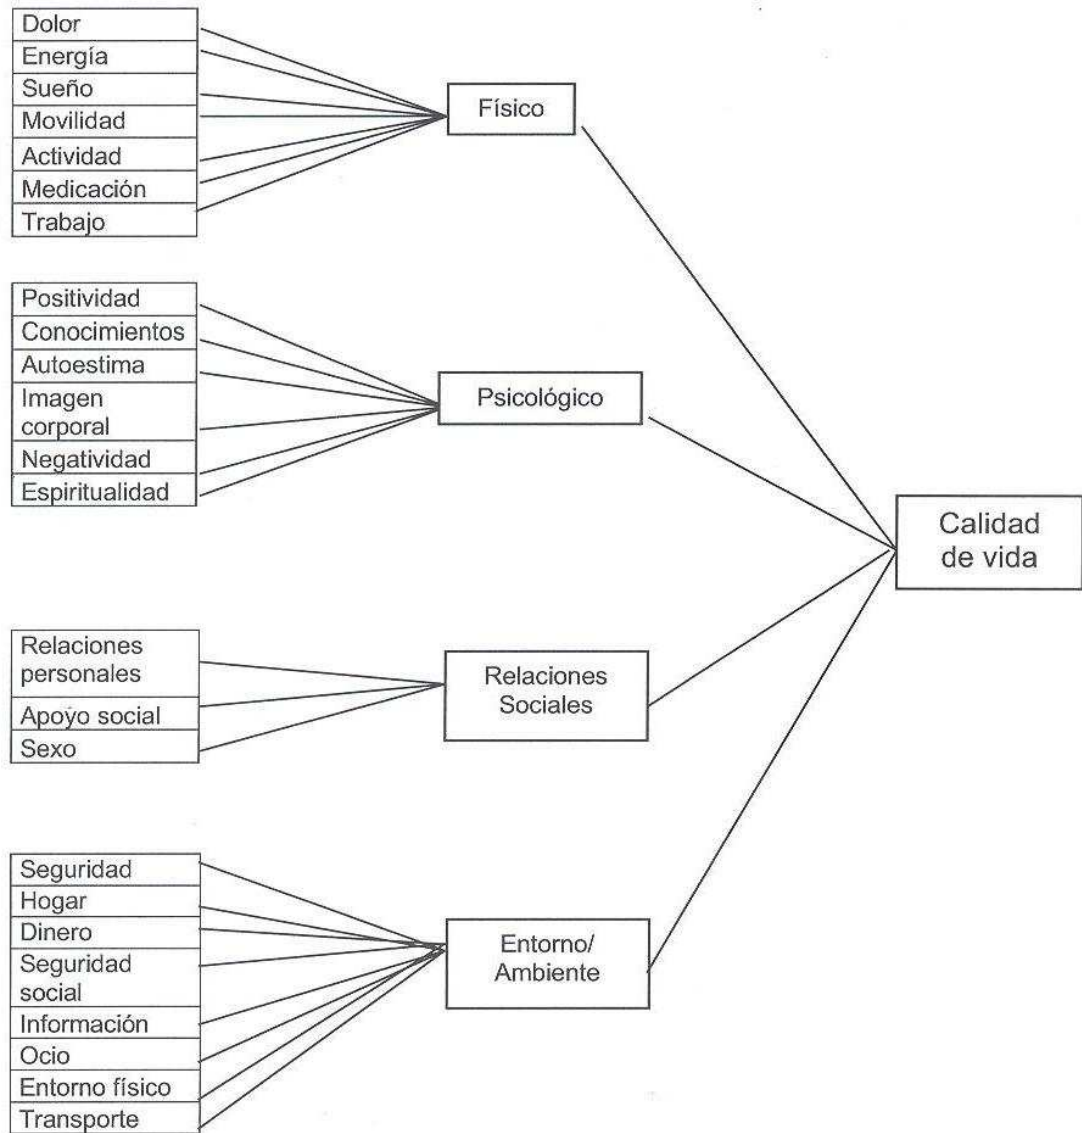 Dolor
Energía
Sueño
Movilidad
Actividad
Medicación
Trabajo
Físico
Positividad
Conocimientos
Autoestima
Imagen
corporal
Negatividad
Espiritualidad
Psicológico
Calidad
de vida
Relaciones
personales
Apoyo social
Sexo
Relaciones
Sociales
Seguridad
Hogar
Dinero
Seguridad
social
Información
Ocio
Entorno físico
Transporte
Entorno/
Ambiente